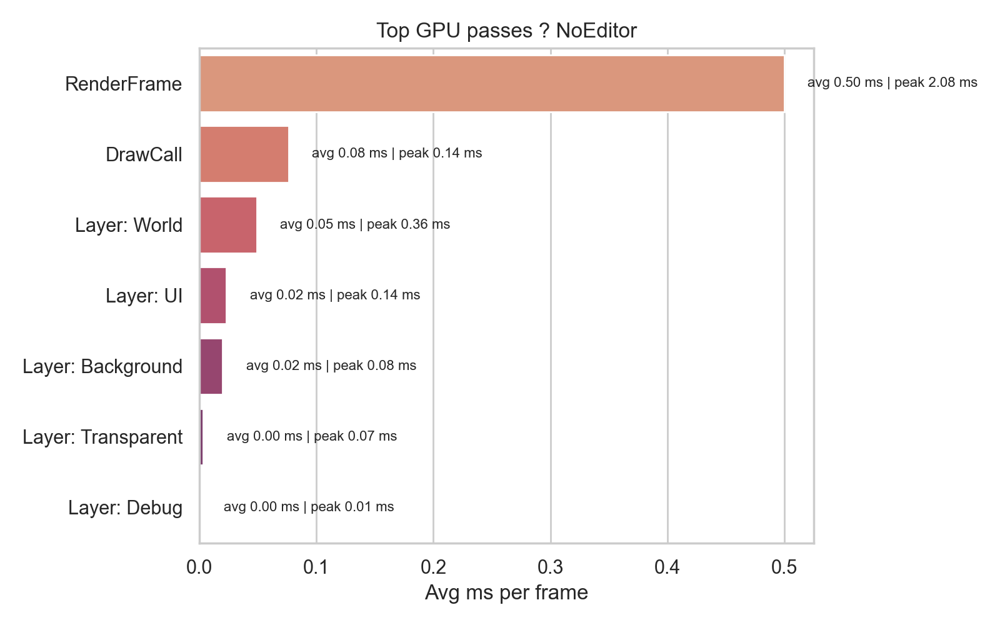 Top GPU passes ? NoEditor
RenderFrame
avg 0.50 ms | peak 2.08 ms
DrawCall
avg 0.08 ms | peak 0.14 ms
Layer: World
avg 0.05 ms | peak 0.36 ms
Layer: UI
avg 0.02 ms | peak 0.14 ms
Layer: Background
avg 0.02 ms | peak 0.08 ms
Layer: Transparent
avg 0.00 ms | peak 0.07 ms
Layer: Debug
avg 0.00 ms | peak 0.01 ms
0.0 0.1 0.2 0.3 0.4 0.5
Avg ms per frame